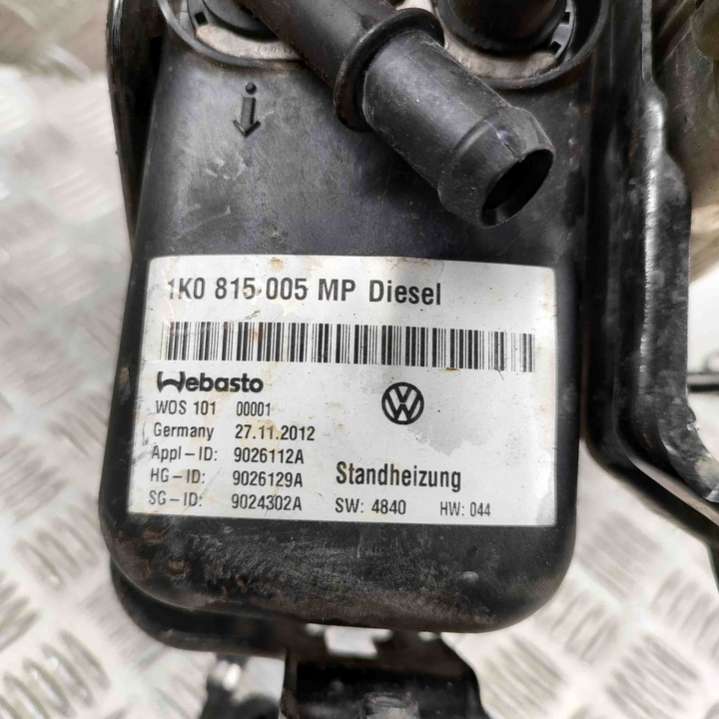 1K0 815 005 MP Diesel
Webasto
WOS 101 00001
Germany 27.11.2012
Appl-ID: 9026112A
HG-ID: 9026129A
SG-ID: 9024302A
Standheizung
SW: 4840 HW: 044